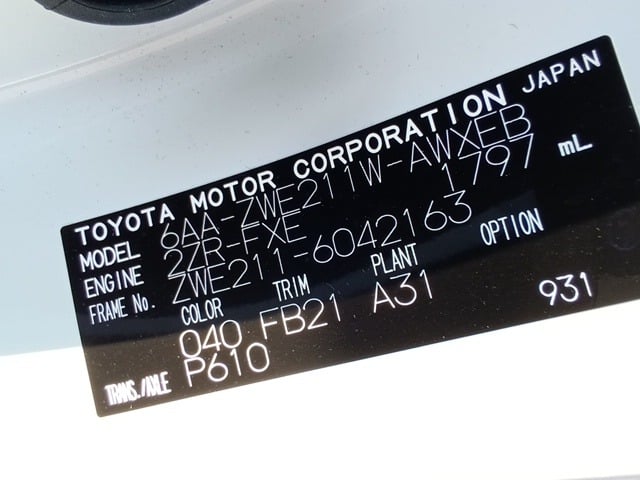 TOYOTA MOTOR CORPORATION JAPAN
MODEL 6AA-ZWE211W-AWXEB
ENGINE 2ZR-FXE 1797 mL
FRAME No. ZWE211-6042163
COLOR TRIM PLANT OPTION
040 FB21 A31 931
TRANS./AXLE P610